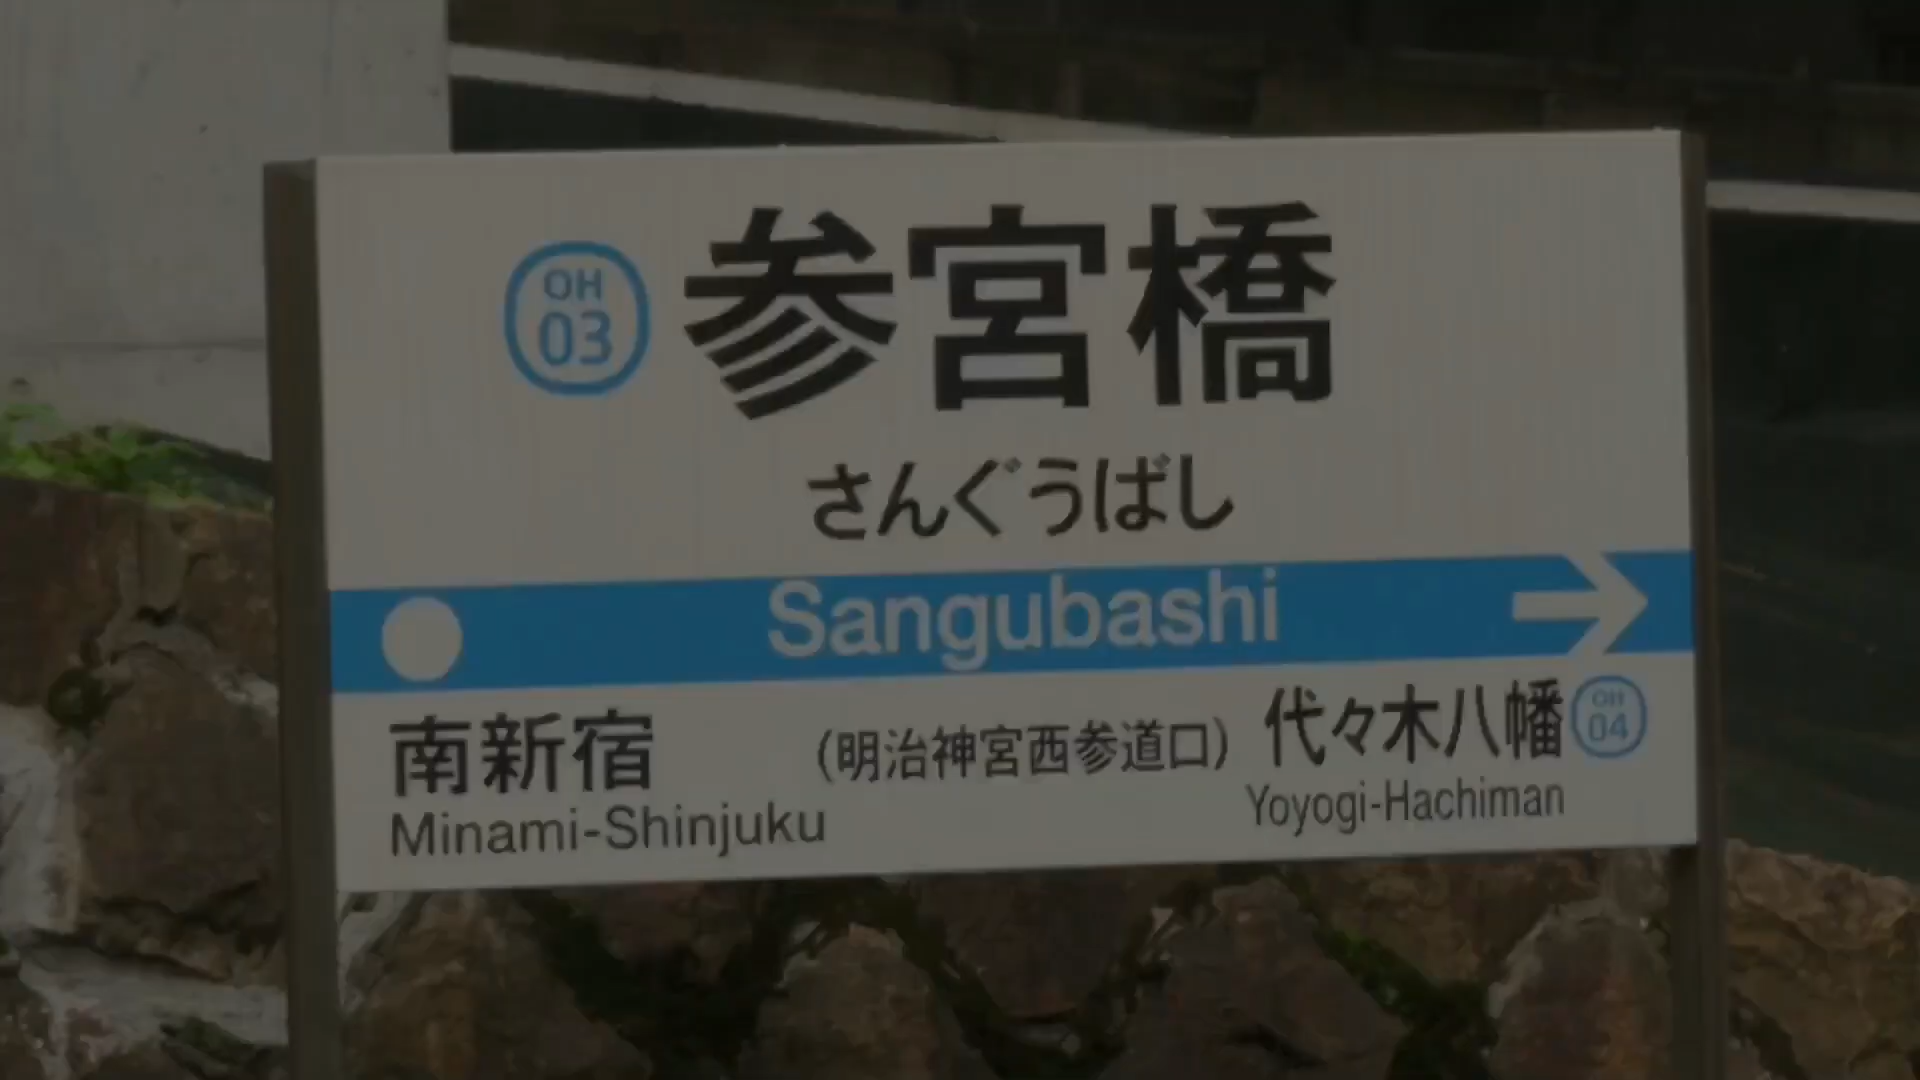 OH
03
参宮橋
さんぐうばし
Sangubashi
南新宿
Minami-Shinjuku
(明治神宮西参道口)
代々木八幡
OH
04
Yoyogi-Hachiman